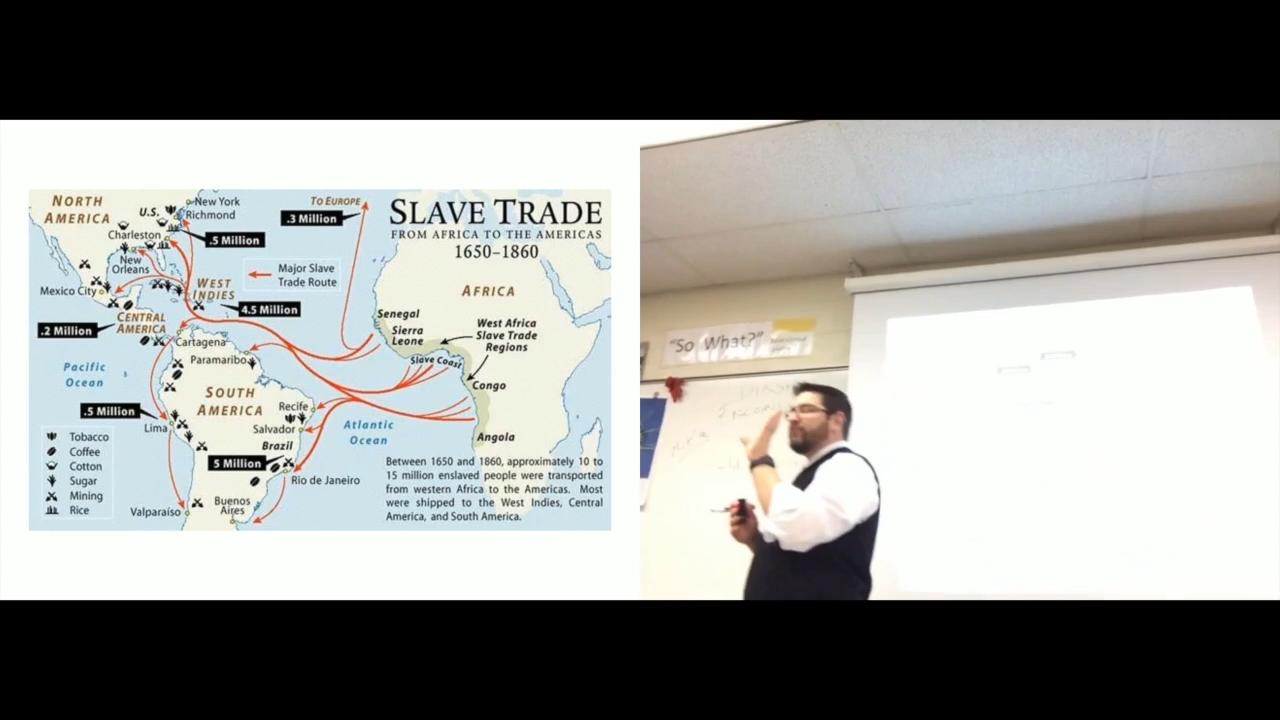 SLAVE TRADE
FROM AFRICA TO THE AMERICAS
1650–1860
NORTH
AMERICA
U.S.
New York
Richmond
TO EUROPE
.3 Million
.5 Million
Charleston
New
Orleans
Major Slave
Trade Route
WEST
INDIES
Mexico City
4.5 Million
.2 Million
CENTRAL
AMERICA
AFRICA
Senegal
Sierra
Leone
West Africa
Slave Trade
Regions
Slave Coast
Cartagena
Paramaribo
Pacific
Ocean
SOUTH
AMERICA
Congo
.5 Million
Lima
Recife
Salvador
Brazil
Atlantic
Ocean
Angola
5 Million
Rio de Janeiro
Tobacco
Coffee
Cotton
Sugar
Mining
Rice
Valparaíso
Buenos
Aires
Between 1650 and 1860, approximately 10 to
15 million enslaved people were transported
from western Africa to the Americas. Most
were shipped to the West Indies, Central
America, and South America.
"So What?"